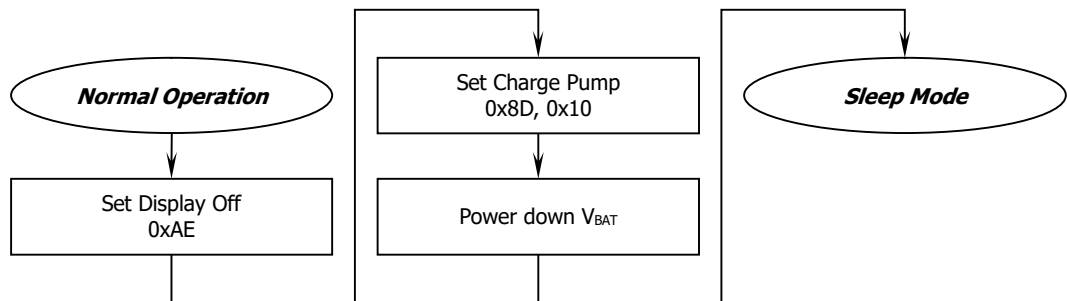 Normal Operation
Set Display Off
0xAE
Set Charge Pump
0x8D, 0x10
Power down VBAT
Sleep Mode